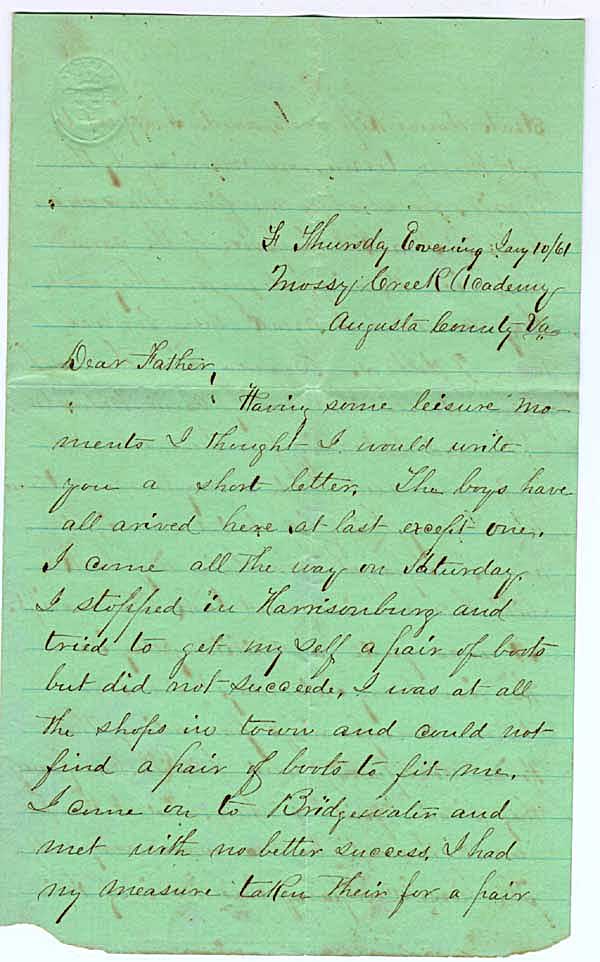 Thursday Evening Jany 10/61
Mossy Creek Academy
Augusta County Va
Dear Father,
! Having some leisure mo-
ments I thought I would write
you a short letter. The boys have
all arived here at last except one.
I come all the way on Saturday.
I stopped in Harrisonburg and
tried to get my self a pair of boots
but did not succeede, I was at all
the shops in town and could not
find a pair of boots to fit me.
I come on to Bridgewater and
met with no better success. I had
my measure taken their for a pair